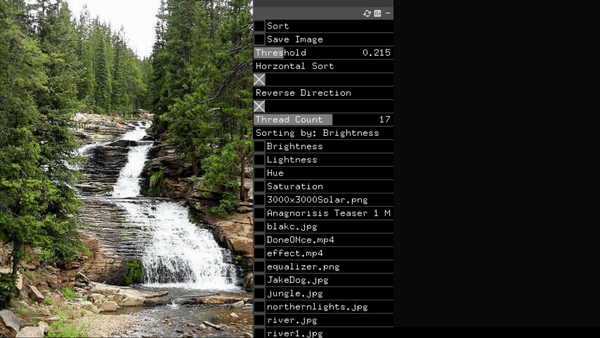 Sort
Save Image
Threshold 0.215
Horzontal Sort
Reverse Direction
Thread Count 17
Sorting by: Brightness
Brightness
Lightness
Hue
Saturation
3000x3000Solar.png
Anagnorisis Teaser 1 M
blakc.jpg
DoneONce.mp4
effect.mp4
equalizer.png
JakeDog.jpg
jungle.jpg
northernlights.jpg
river.jpg
river1.jpg